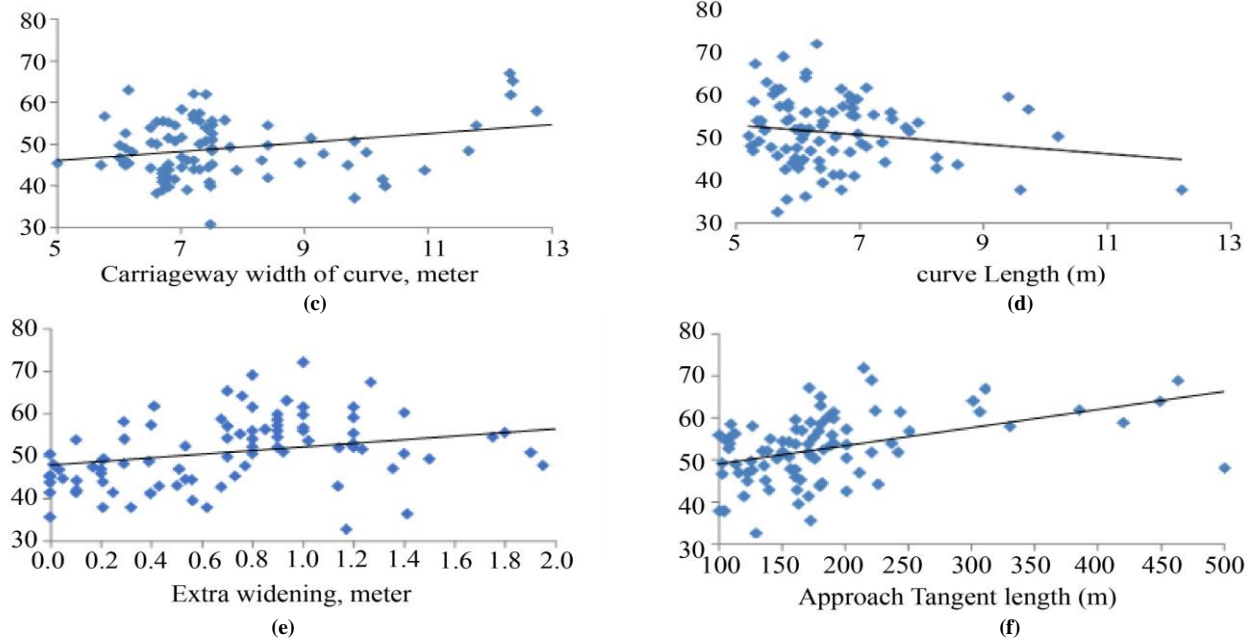 80
70
60
50
40
30
5 7 9 11 13
Carriageway width of curve, meter
(c)
80
70
60
50
40
30
5 7 9 11 13
curve Length (m)
(d)
80
70
60
50
40
30
0.0 0.2 0.4 0.6 0.8 1.0 1.2 1.4 1.6 1.8 2.0
Extra widening, meter
(e)
80
70
60
50
40
30
100 150 200 250 300 350 400 450 500
Approach Tangent length (m)
(f)